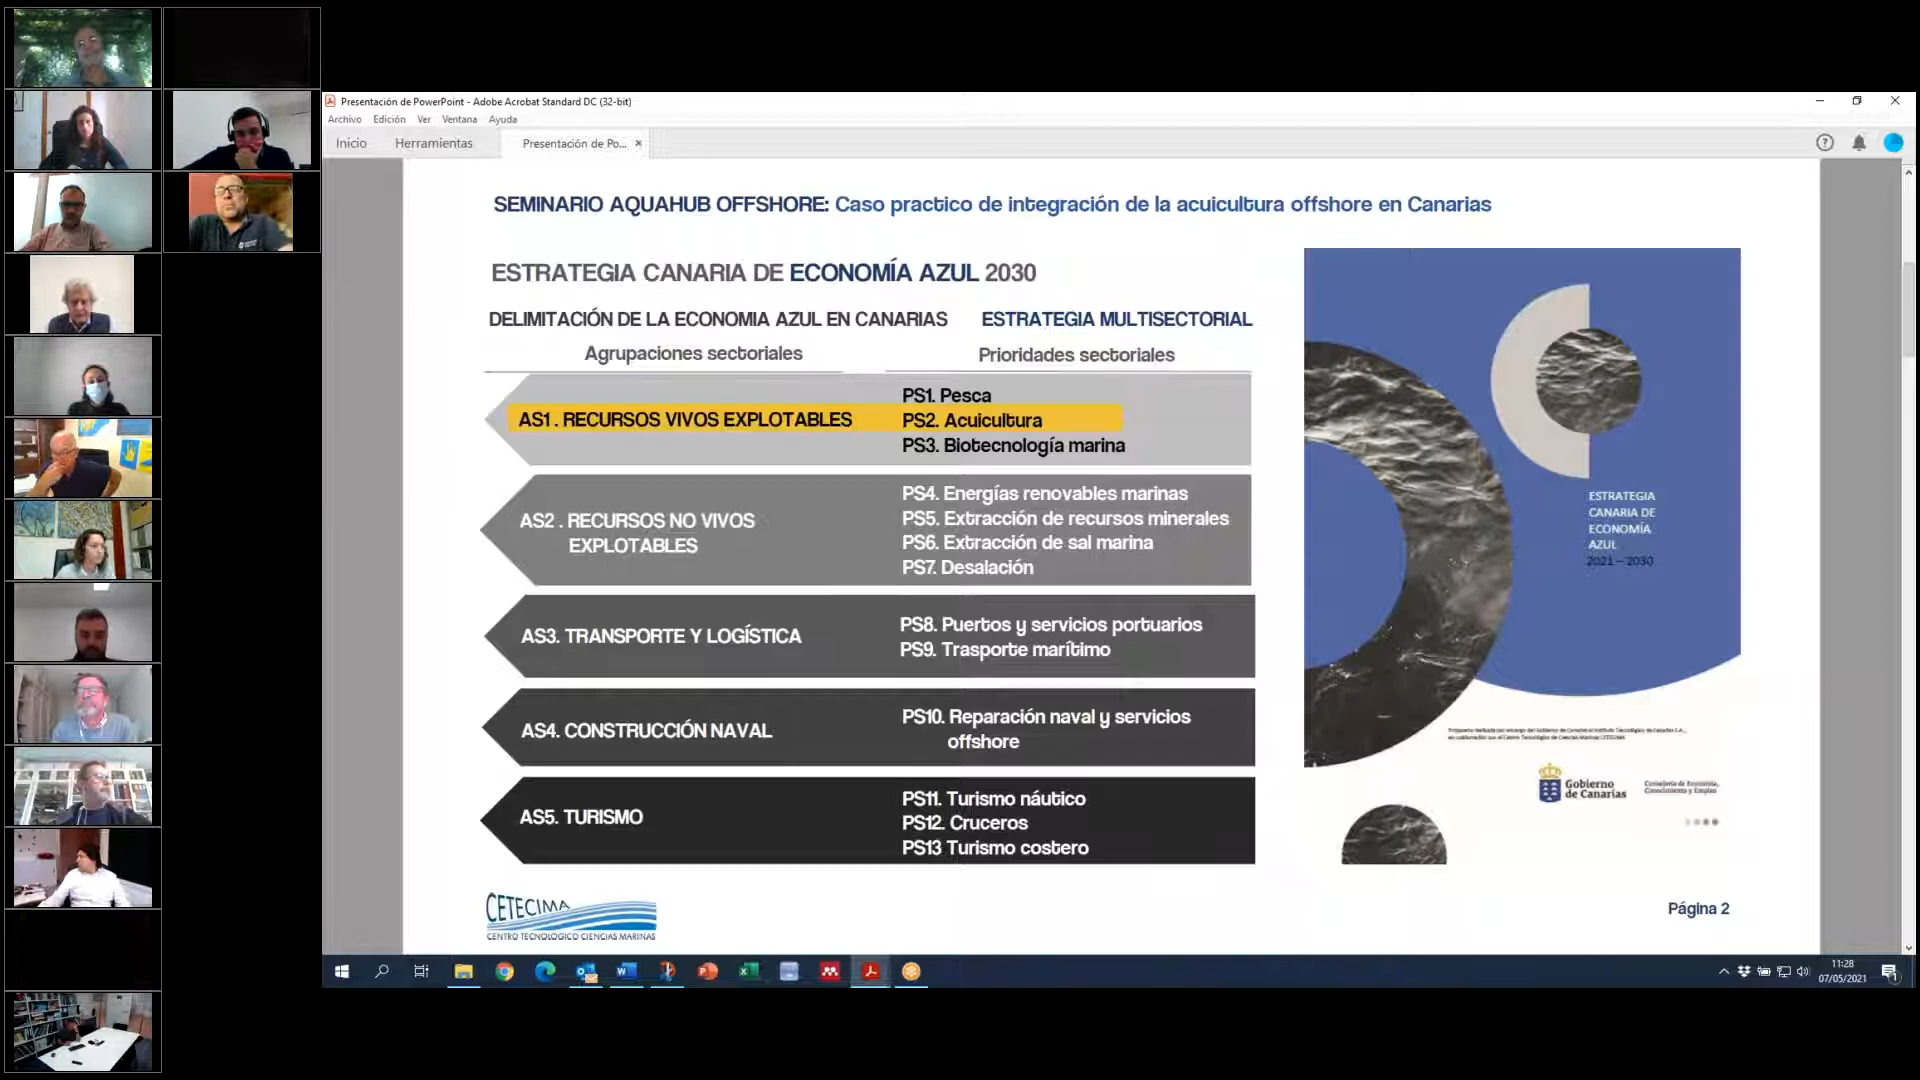 Presentación de PowerPoint - Adobe Acrobat Standard DC (32-bit)
Archivo Edición Ver Ventana Ayuda
Inicio Herramientas Presentación de Po... ×
SEMINARIO AQUAHUB OFFSHORE: Caso practico de integración de la acuicultura offshore en Canarias
ESTRATEGIA CANARIA DE ECONOMÍA AZUL 2030
DELIMITACIÓN DE LA ECONOMIA AZUL EN CANARIAS ESTRATEGIA MULTISECTORIAL
Agrupaciones sectoriales Prioridades sectoriales
AS1 . RECURSOS VIVOS EXPLOTABLES
PS1. Pesca
PS2. Acuicultura
PS3. Biotecnología marina
AS2 . RECURSOS NO VIVOS
EXPLOTABLES
PS4. Energías renovables marinas
PS5. Extracción de recursos minerales
PS6. Extracción de sal marina
PS7. Desalación
AS3. TRANSPORTE Y LOGÍSTICA
PS8. Puertos y servicios portuarios
PS9. Trasporte marítimo
AS4. CONSTRUCCIÓN NAVAL
PS10. Reparación naval y servicios
offshore
AS5. TURISMO
PS11. Turismo náutico
PS12. Cruceros
PS13 Turismo costero
ESTRATEGIA
CANARIA DE
ECONOMÍA
AZUL
2021 – 2030
Gobierno
de Canarias
Consejería de Economía,
Conocimiento y Empleo
CETECIMA
CENTRO TECNOLÓGICO CIENCIAS MARINAS
Página 2
11:28
07/05/2021